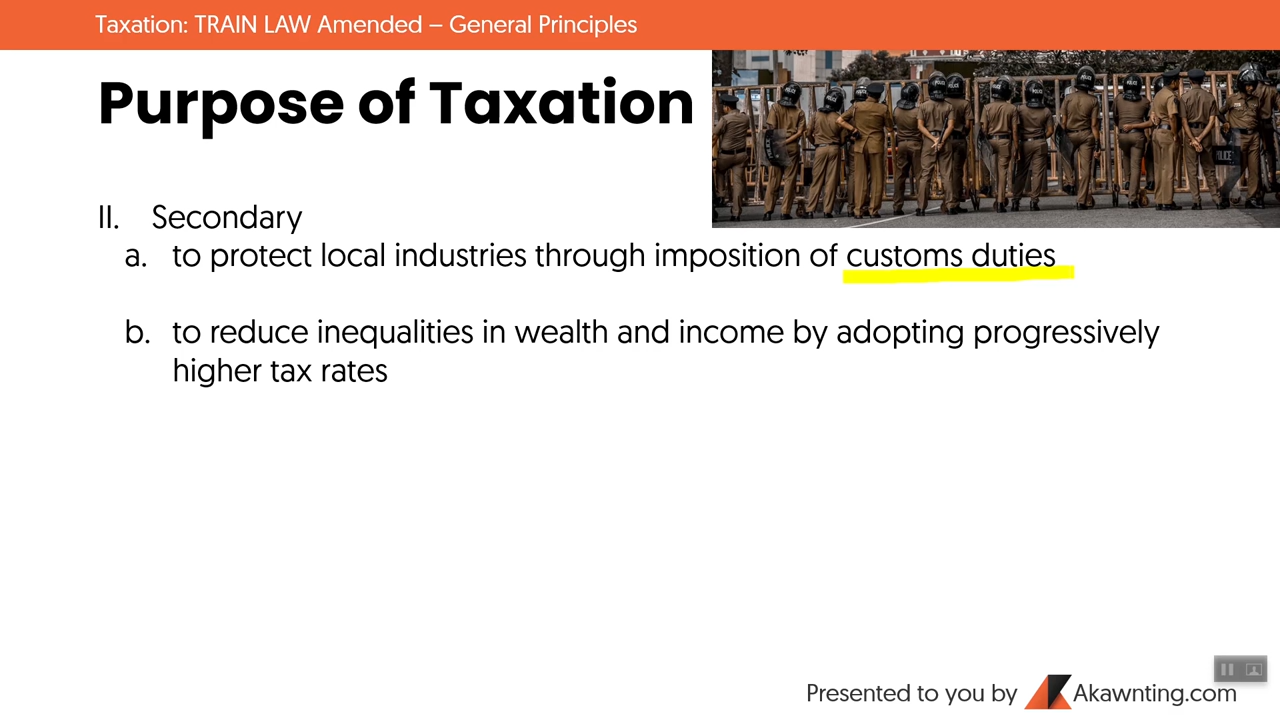 Taxation: TRAIN LAW Amended – General Principles
Purpose of Taxation
II. Secondary
a. to protect local industries through imposition of customs duties
b. to reduce inequalities in wealth and income by adopting progressively
higher tax rates
Presented to you by Akawnting.com